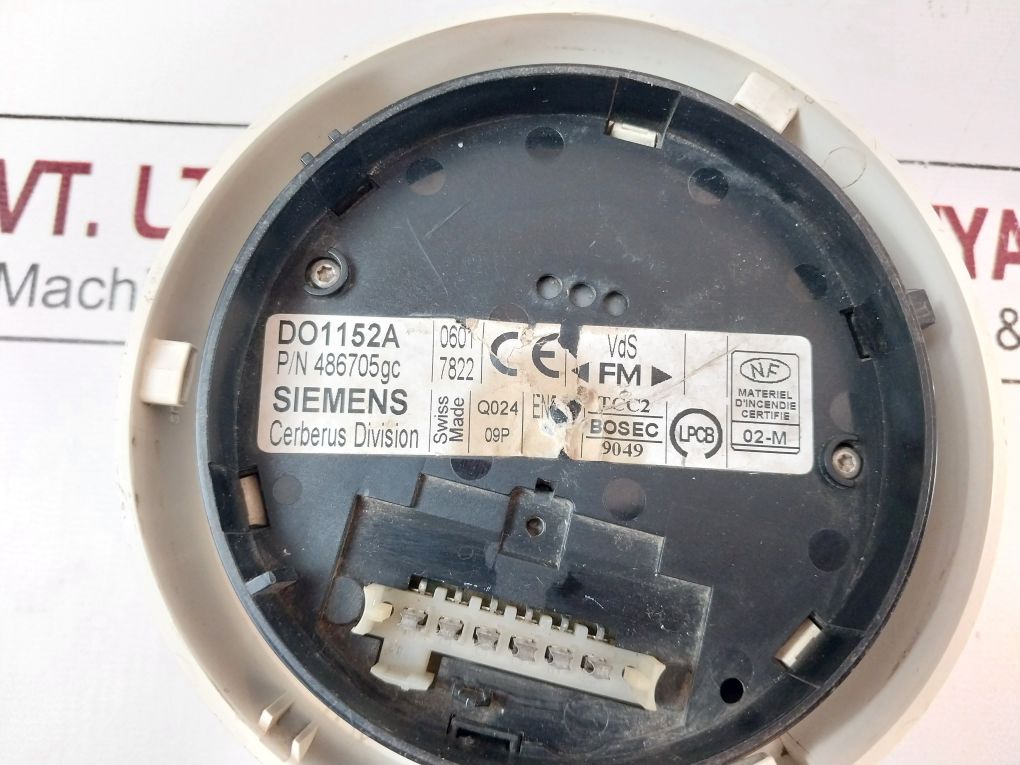 VT.
Mach
&
DO1152A
P/N 486705gc
SIEMENS
Cerberus Division
0601
7822
Swiss
Made
CE
Q024
09P
VdS
FM
BOSEC
9049
LPCB
NF
MATERIEL
D'INCENDIE
CERTIFIE
02-M